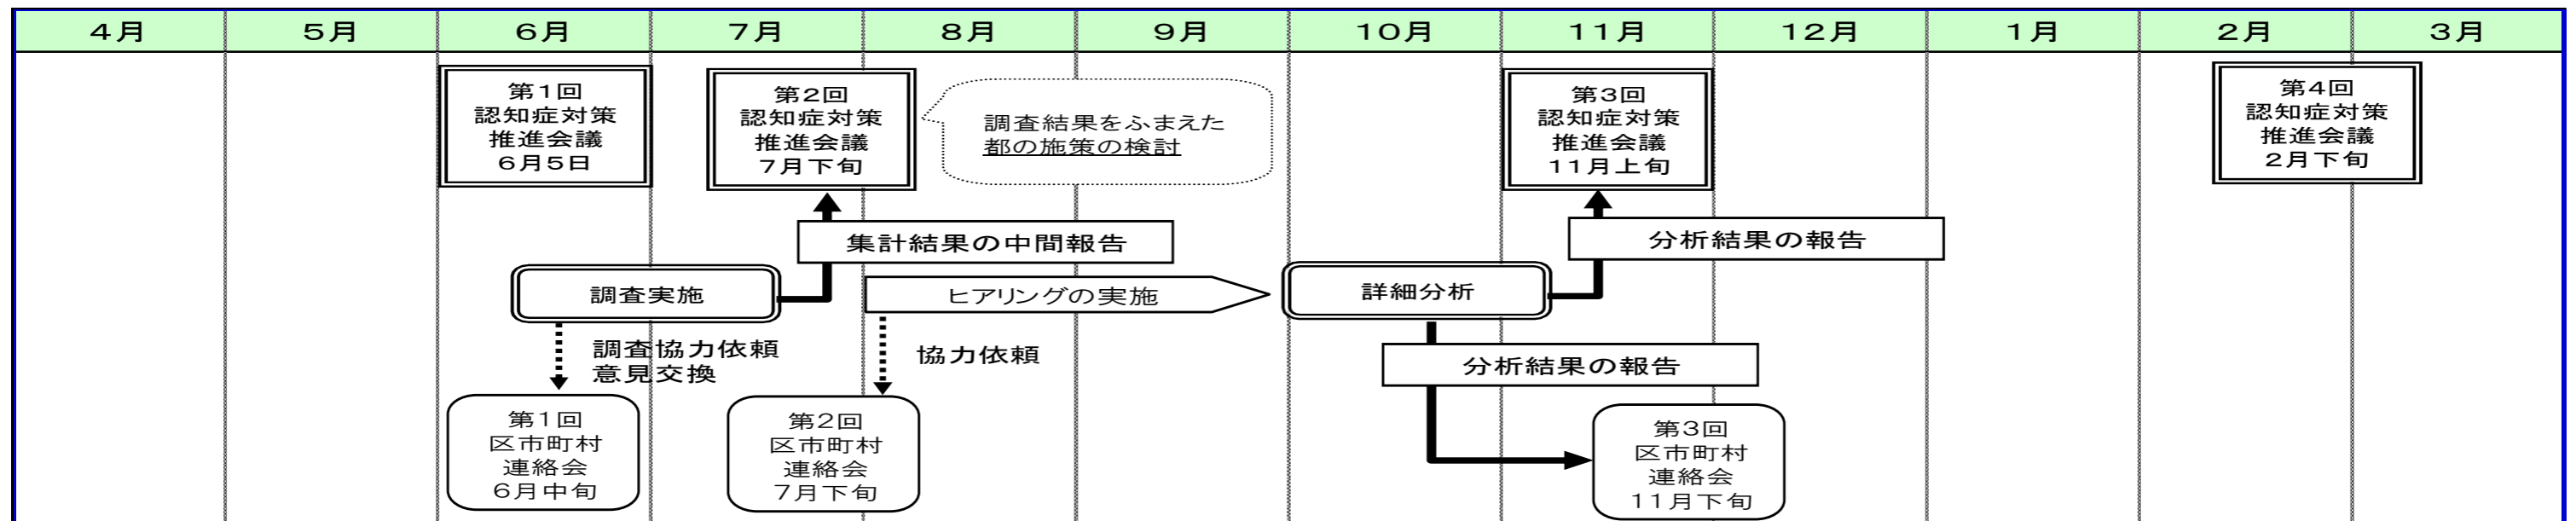 4月 5月 6月 7月 8月 9月 10月 11月 12月 1月 2月 3月
第1回
認知症対策
推進会議
6月5日
第2回
認知症対策
推進会議
7月下旬
調査結果をふまえた
都の施策の検討
第3回
認知症対策
推進会議
11月上旬
第4回
認知症対策
推進会議
2月下旬
集計結果の中間報告
分析結果の報告
調査実施
ヒアリングの実施
詳細分析
調査協力依頼
意見交換
協力依頼
分析結果の報告
第1回
区市町村
連絡会
6月中旬
第2回
区市町村
連絡会
7月下旬
第3回
区市町村
連絡会
11月下旬